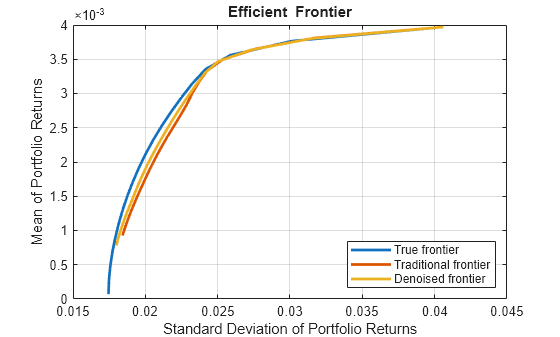 Efficient Frontier
×10⁻³
4
3.5
3
2.5
2
1.5
1
0.5
0
Mean of Portfolio Returns
True frontier
Traditional frontier
Denoised frontier
0.015 0.02 0.025 0.03 0.035 0.04 0.045
Standard Deviation of Portfolio Returns